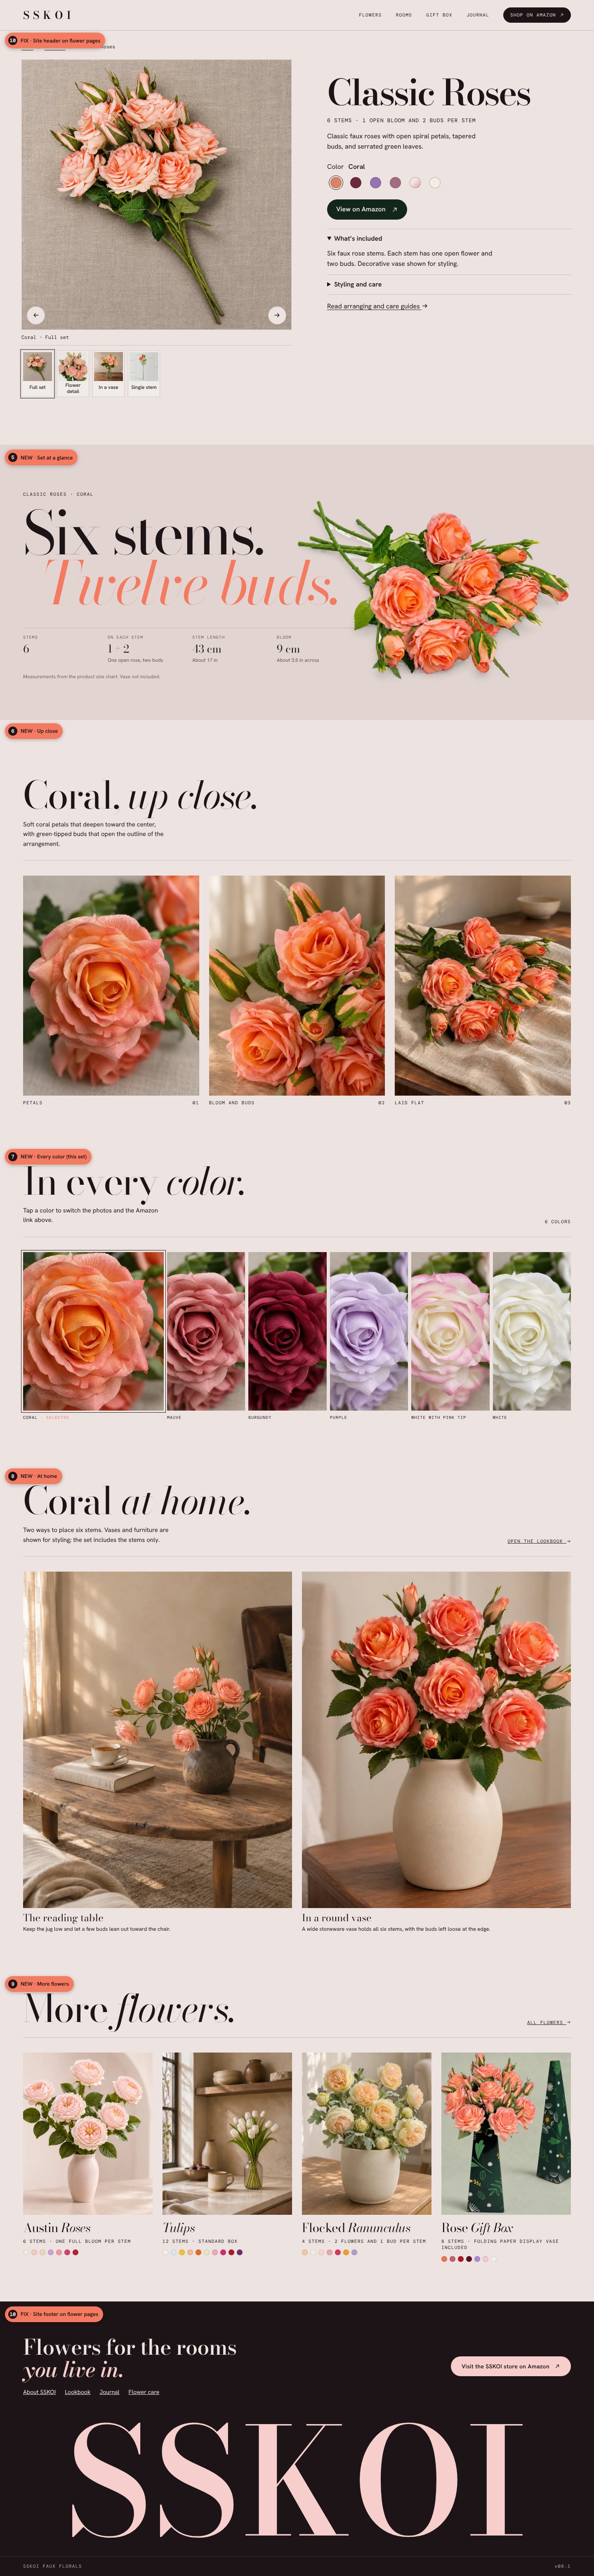 SSKOI
FLOWERS
ROOMS
GIFT BOX
JOURNAL
SHOP ON AMAZON ↗
10 FIX · Site header on flower pages
Roses
Classic Roses
6 STEMS · 1 OPEN BLOOM AND 2 BUDS PER STEM
Classic faux roses with open spiral petals, tapered
buds, and serrated green leaves.
Color Coral
View on Amazon ↗
▼ What's included
Six faux rose stems. Each stem has one open flower and
two buds. Decorative vase shown for styling.
▶ Styling and care
Read arranging and care guides →
← →
Coral · Full set
Full set
Flower
detail
In a vase
Single stem
NEW · Set at a glance
CLASSIC ROSES · CORAL
Six stems.
Twelve buds.
STEMS
6
ON EACH STEM
1 + 2
One open rose, two buds
STEM LENGTH
43 cm
About 17 in
BLOOM
9 cm
About 3.5 in across
Measurements from the product size chart. Vase not included.
6 NEW · Up close
Coral. up close.
Soft coral petals that deepen toward the center,
with green-tipped buds that open the outline of the
arrangement.
PETALS 01
BLOOM AND BUDS 02
LAID FLAT 03
7 NEW · Every color (this set)
In every color.
Tap a color to switch the photos and the Amazon
link above.
6 COLORS
CORAL · SELECTED
MAUVE
BURGUNDY
PURPLE
WHITE WITH PINK TIP
WHITE
8 NEW · At home
Coral at home.
Two ways to place six stems. Vases and furniture are
shown for styling; the set includes the stems only.
OPEN THE LOOKBOOK →
The reading table
Keep the jug low and let a few buds lean out toward the chair.
In a round vase
A wide stoneware vase holds all six stems, with the buds left loose at the edge.
9 NEW · More flowers
More flowers.
ALL FLOWERS →
Austin Roses
6 STEMS · ONE FULL BLOOM PER STEM
Tulips
12 STEMS · STANDARD BOX
Flocked Ranunculus
4 STEMS · 2 FLOWERS AND 1 BUD PER STEM
Rose Gift Box
8 STEMS · FOLDING PAPER DISPLAY VASE
INCLUDED
10 FIX · Site footer on flower pages
Flowers for the rooms
you live in.
Visit the SSKOI store on Amazon ↗
About SSKOI
Lookbook
Journal
Flower care
SSKOI
SSKOI FAUX FLORALS